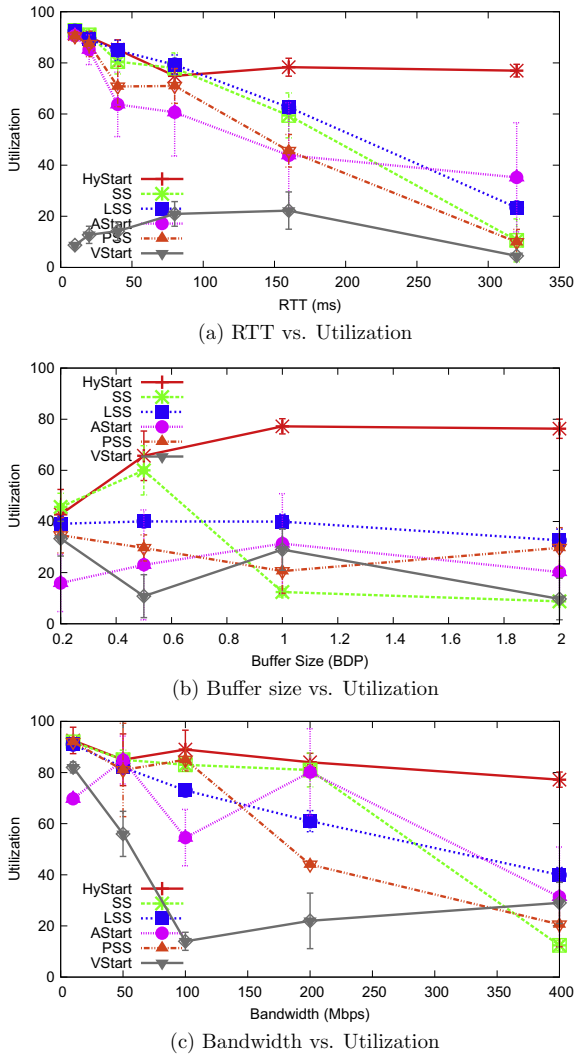 100
80
60
40
20
0
Utilization
HyStart
SS
LSS
AStart
PSS
VStart
0 50 100 150 200 250 300 350
RTT (ms)
(a) RTT vs. Utilization
100
80
60
40
20
0
Utilization
HyStart
SS
LSS
AStart
PSS
VStart
0.2 0.4 0.6 0.8 1 1.2 1.4 1.6 1.8 2
Buffer Size (BDP)
(b) Buffer size vs. Utilization
100
80
60
40
20
0
Utilization
HyStart
SS
LSS
AStart
PSS
VStart
0 50 100 150 200 250 300 350 400
Bandwidth (Mbps)
(c) Bandwidth vs. Utilization